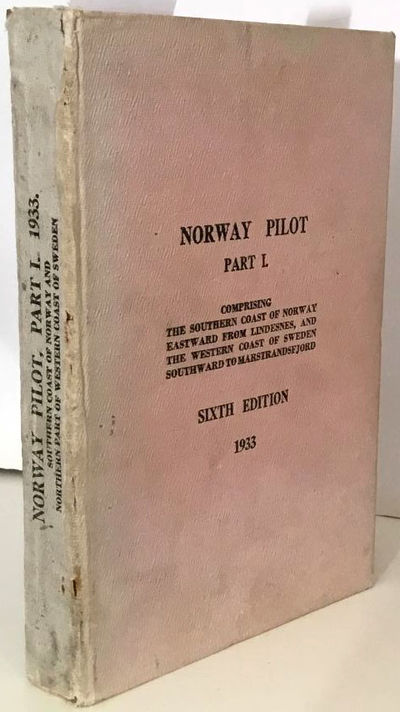 NORWAY PILOT. PART I. 1933.
SOUTHERN COAST OF NORWAY AND
NORTHERN PART OF WESTERN COAST OF SWEDEN
NORWAY PILOT
PART I.
COMPRISING
THE SOUTHERN COAST OF NORWAY
EASTWARD FROM LINDESNES, AND
THE WESTERN COAST OF SWEDEN
SOUTHWARD TO MARSTRANDSFJORD
SIXTH EDITION
1933